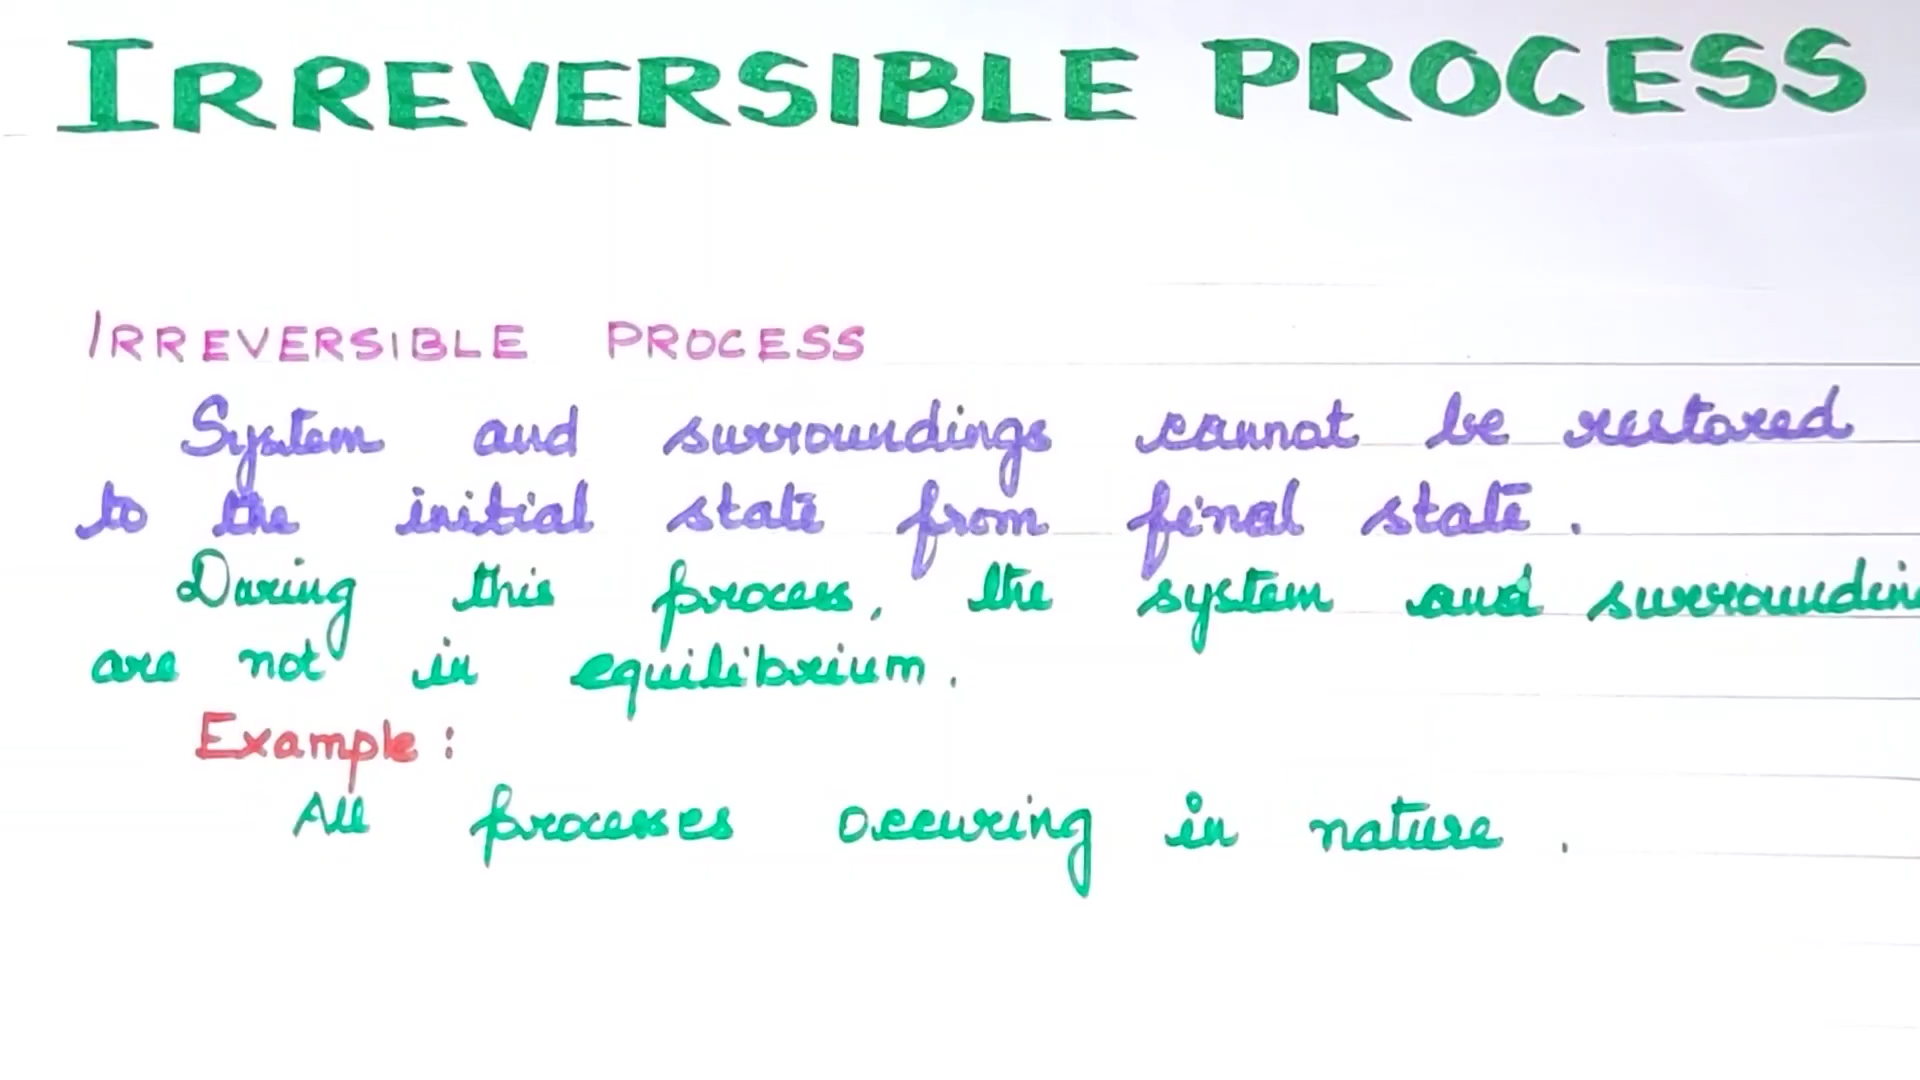 IRREVERSIBLE PROCESS
IRREVERSIBLE PROCESS
System and surroundings cannot be restored
to the initial state from final state.
During this process, the system and surroundin
are not in equilibrium.
Example:
All processes occuring in nature.